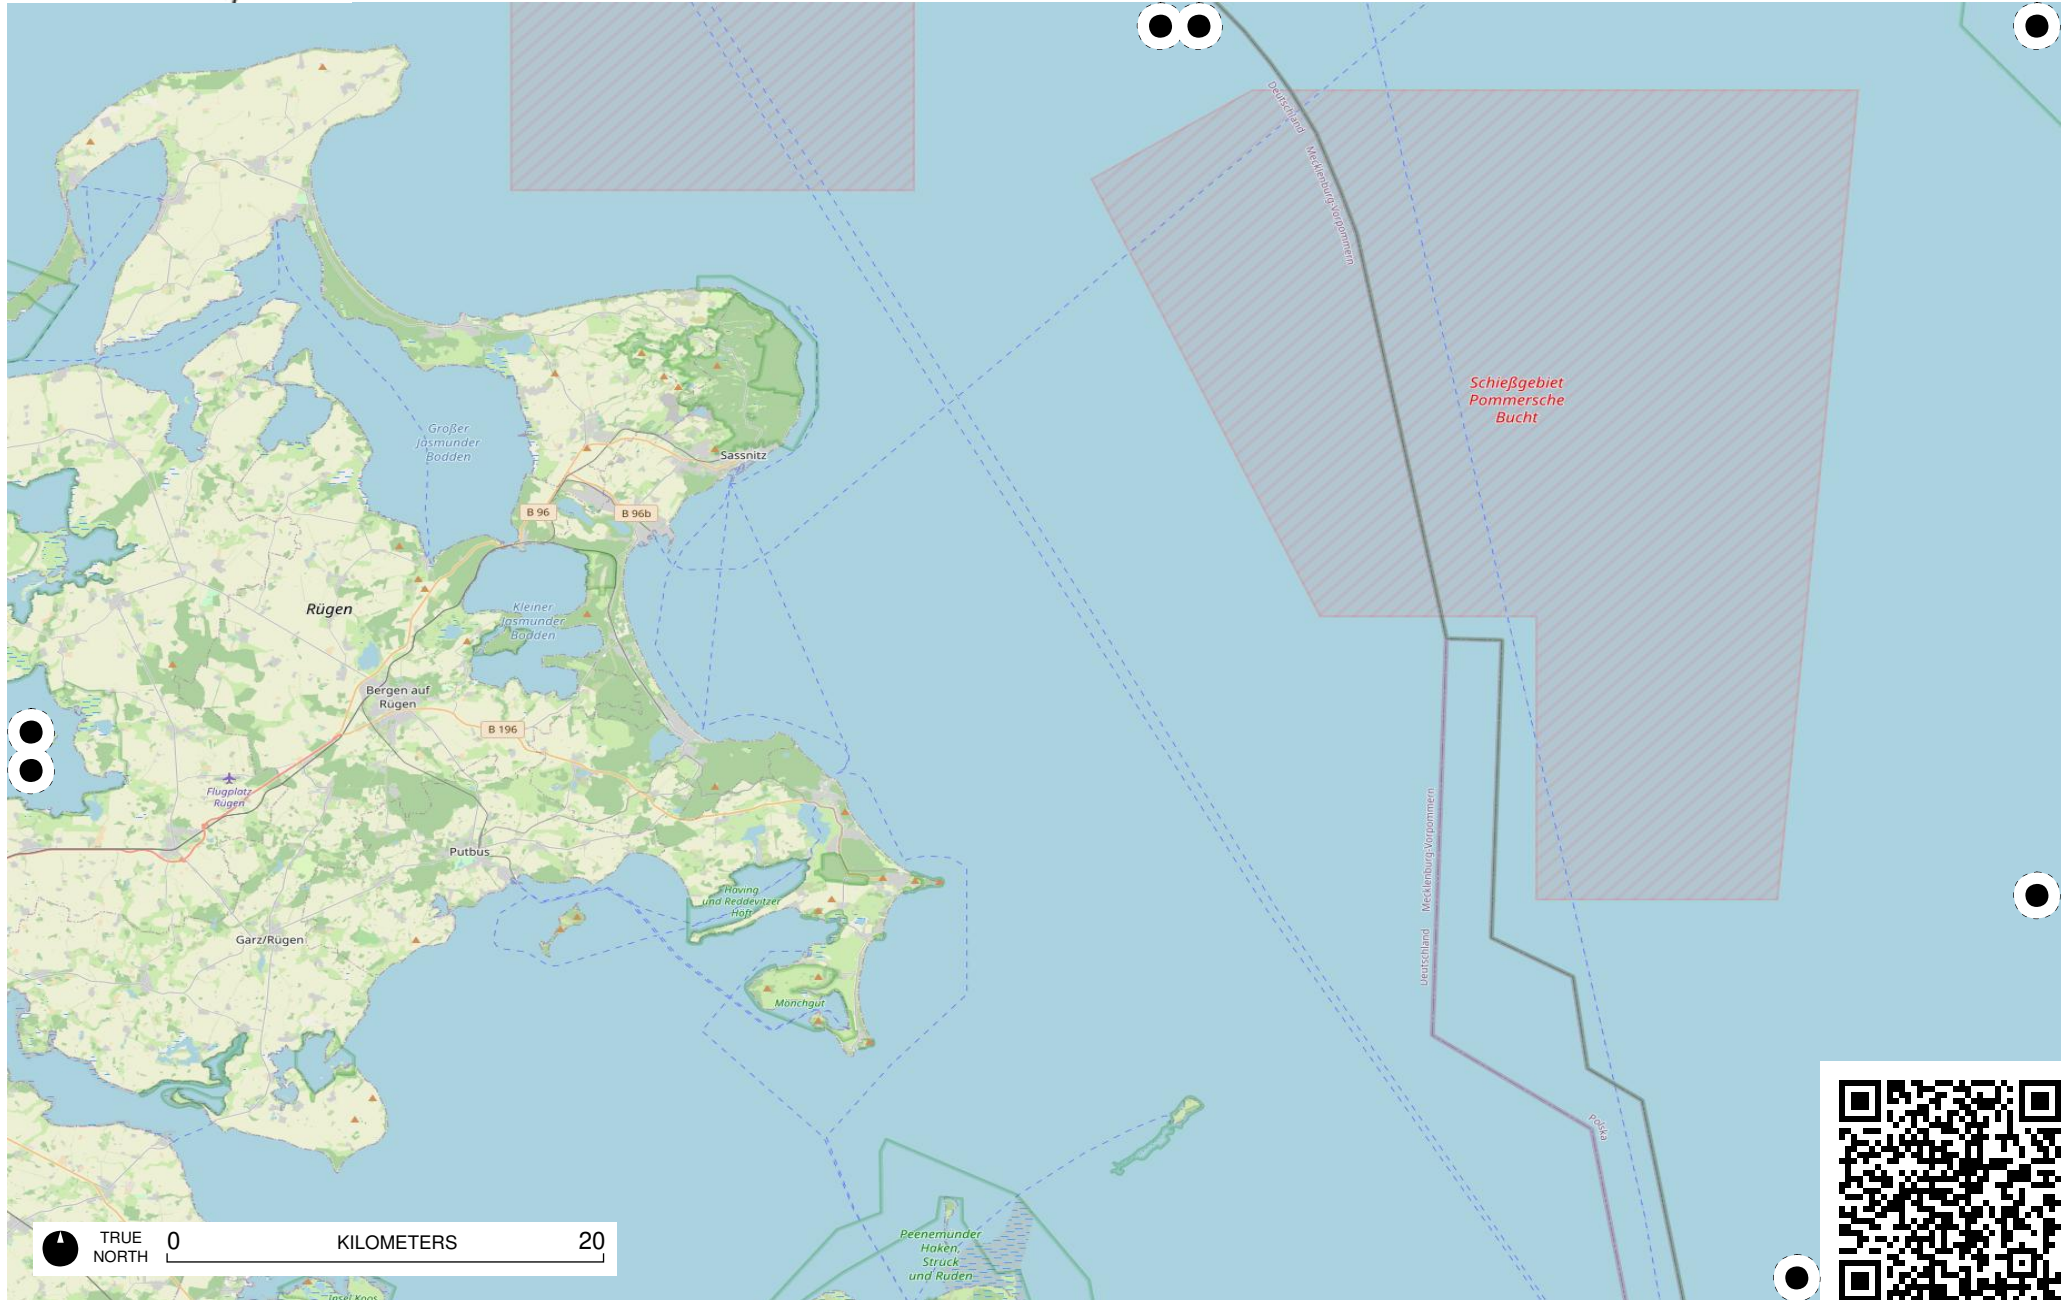 Deutschland
Mecklenburg-Vorpommern
Schießgebiet
Pommersche
Bucht
Großer
Jasmunder
Bodden
Sassnitz
B 96
B 96b
Rügen
Kleiner
Jasmunder
Bodden
Bergen auf
Rügen
B 196
Flugplatz
Rügen
Putbus
Having
und Reddevitzer
Höft
Garz/Rügen
Mönchgut
Deutschland
Mecklenburg-Vorpommern
Polska
Peenemünder
Haken,
Struck
und Ruden
Insel Koos
TRUE
NORTH
0 KILOMETERS 20